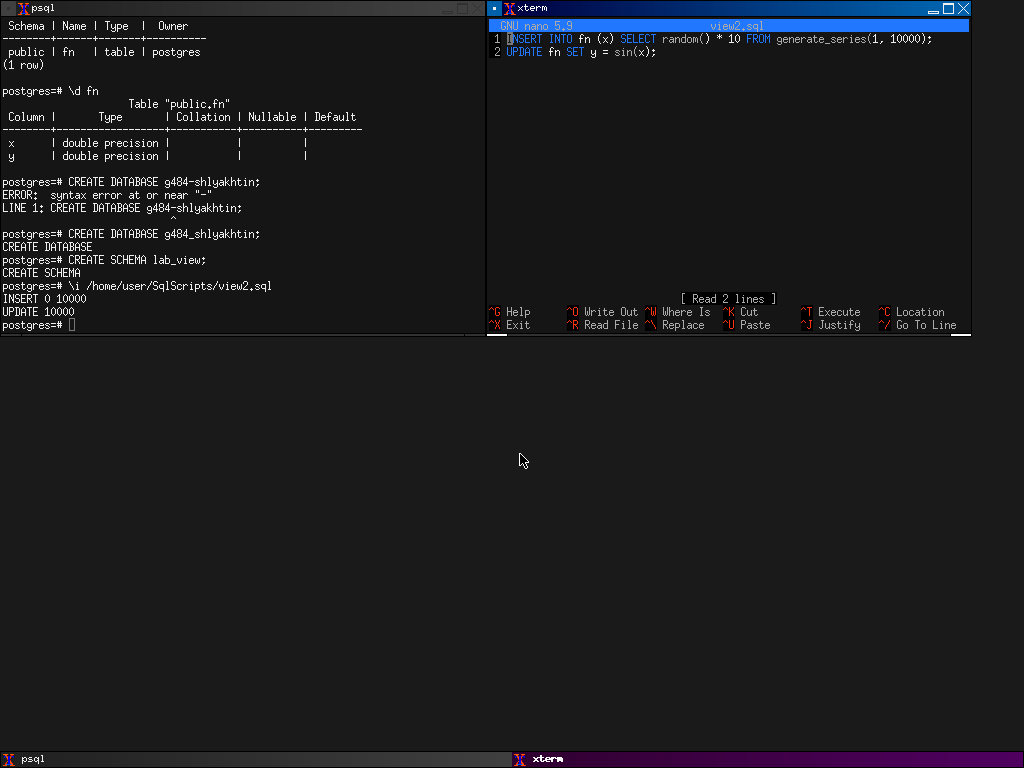 psql
Schema | Name | Type | Owner
--------+------+-------+----------
public | fn | table | postgres
(1 row)
postgres=# \d fn
Table "public.fn"
Column | Type | Collation | Nullable | Default
--------+------------------+-----------+----------+---------
x | double precision | | |
y | double precision | | |
postgres=# CREATE DATABASE g484-shlyakhtin;
ERROR: syntax error at or near "-"
LINE 1: CREATE DATABASE g484-shlyakhtin;
^
postgres=# CREATE DATABASE g484_shlyakhtin;
CREATE DATABASE
postgres=# CREATE SCHEMA lab_view;
CREATE SCHEMA
postgres=# \i /home/user/SqlScripts/view2.sql
INSERT 0 10000
UPDATE 10000
postgres=#
xterm
GNU nano 5.9 view2.sql
1 INSERT INTO fn (x) SELECT random() * 10 FROM generate_series(1, 10000);
2 UPDATE fn SET y = sin(x);
[ Read 2 lines ]
^G Help ^O Write Out ^W Where Is ^K Cut ^T Execute ^C Location
^X Exit ^R Read File ^\ Replace ^U Paste ^J Justify ^/ Go To Line
psql
xterm